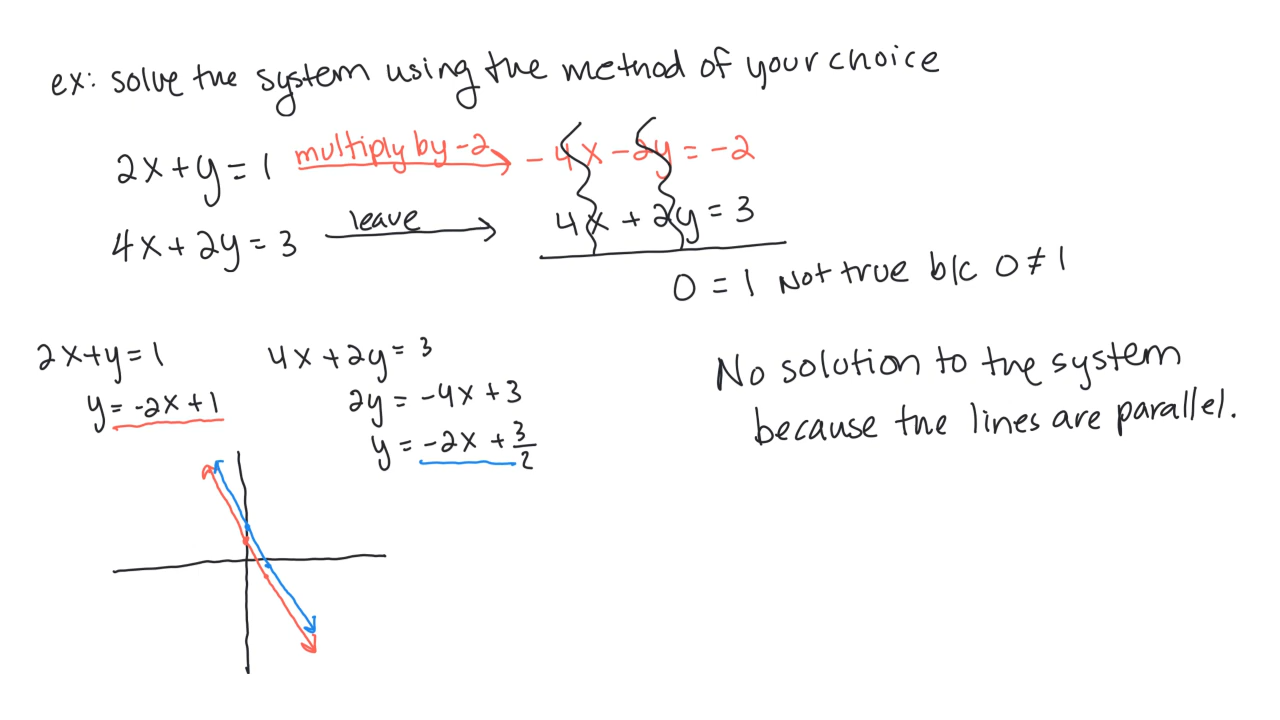 ex: solve the system using the method of your choice
2x+y=1 multiply by -2 -4x-2y=-2
4x+2y=3 leave 4x+2y=3
0=1 Not true b/c 0≠1
2x+y=1 4x+2y=3
y=-2x+1 2y=-4x+3
y=-2x+3/2
No solution to the system
because the lines are parallel.